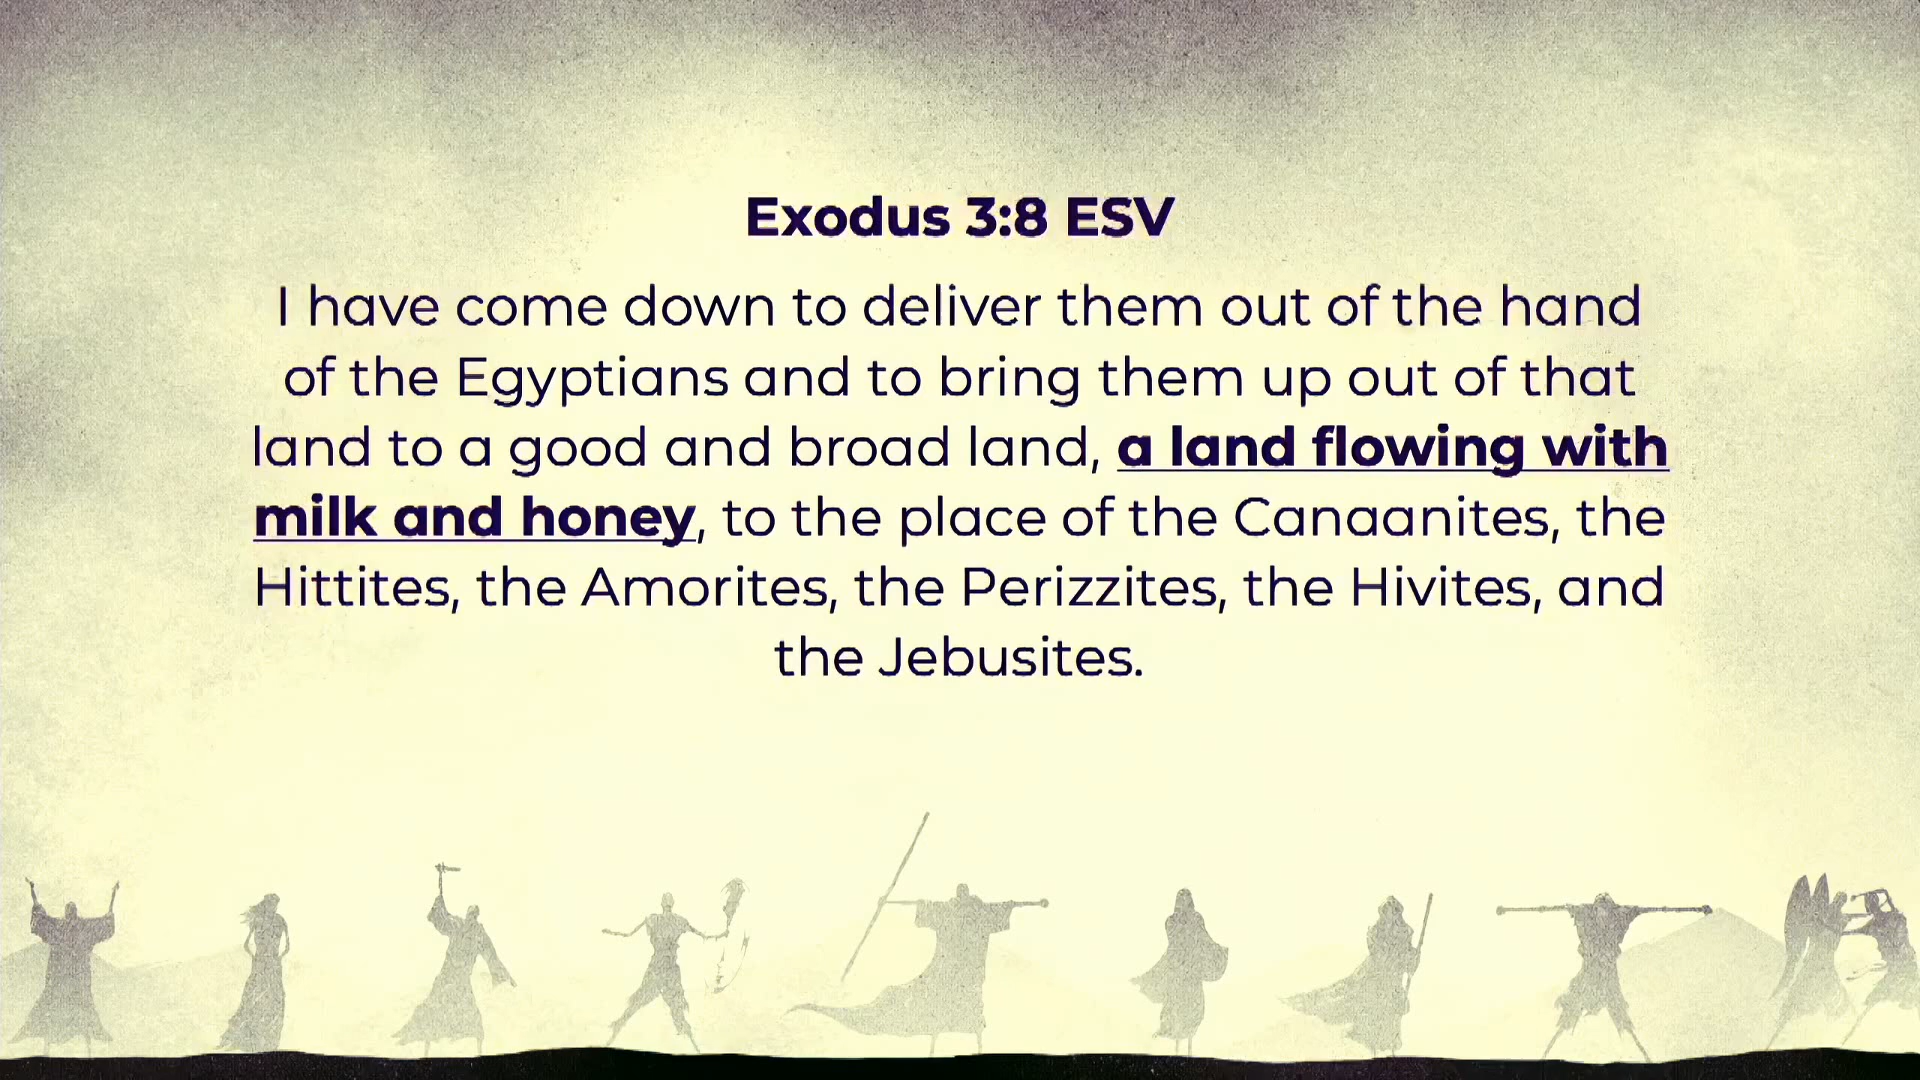 Exodus 3:8 ESV
I have come down to deliver them out of the hand
of the Egyptians and to bring them up out of that
land to a good and broad land, a land flowing with
milk and honey, to the place of the Canaanites, the
Hittites, the Amorites, the Perizzites, the Hivites, and
the Jebusites.